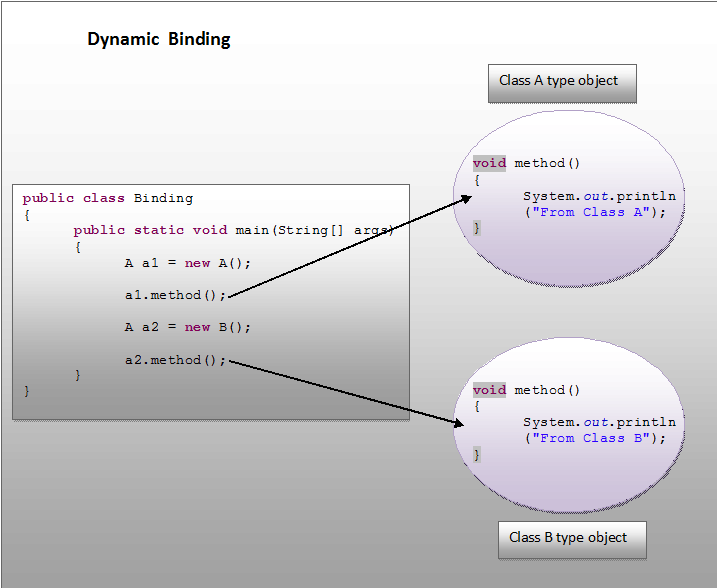 Dynamic Binding
public class Binding
{
public static void main(String[] args)
{
A a1 = new A();
a1.method();
A a2 = new B();
a2.method();
}
}
Class A type object
void method()
{
System.out.println
("From Class A");
}
void method()
{
System.out.println
("From Class B");
}
Class B type object